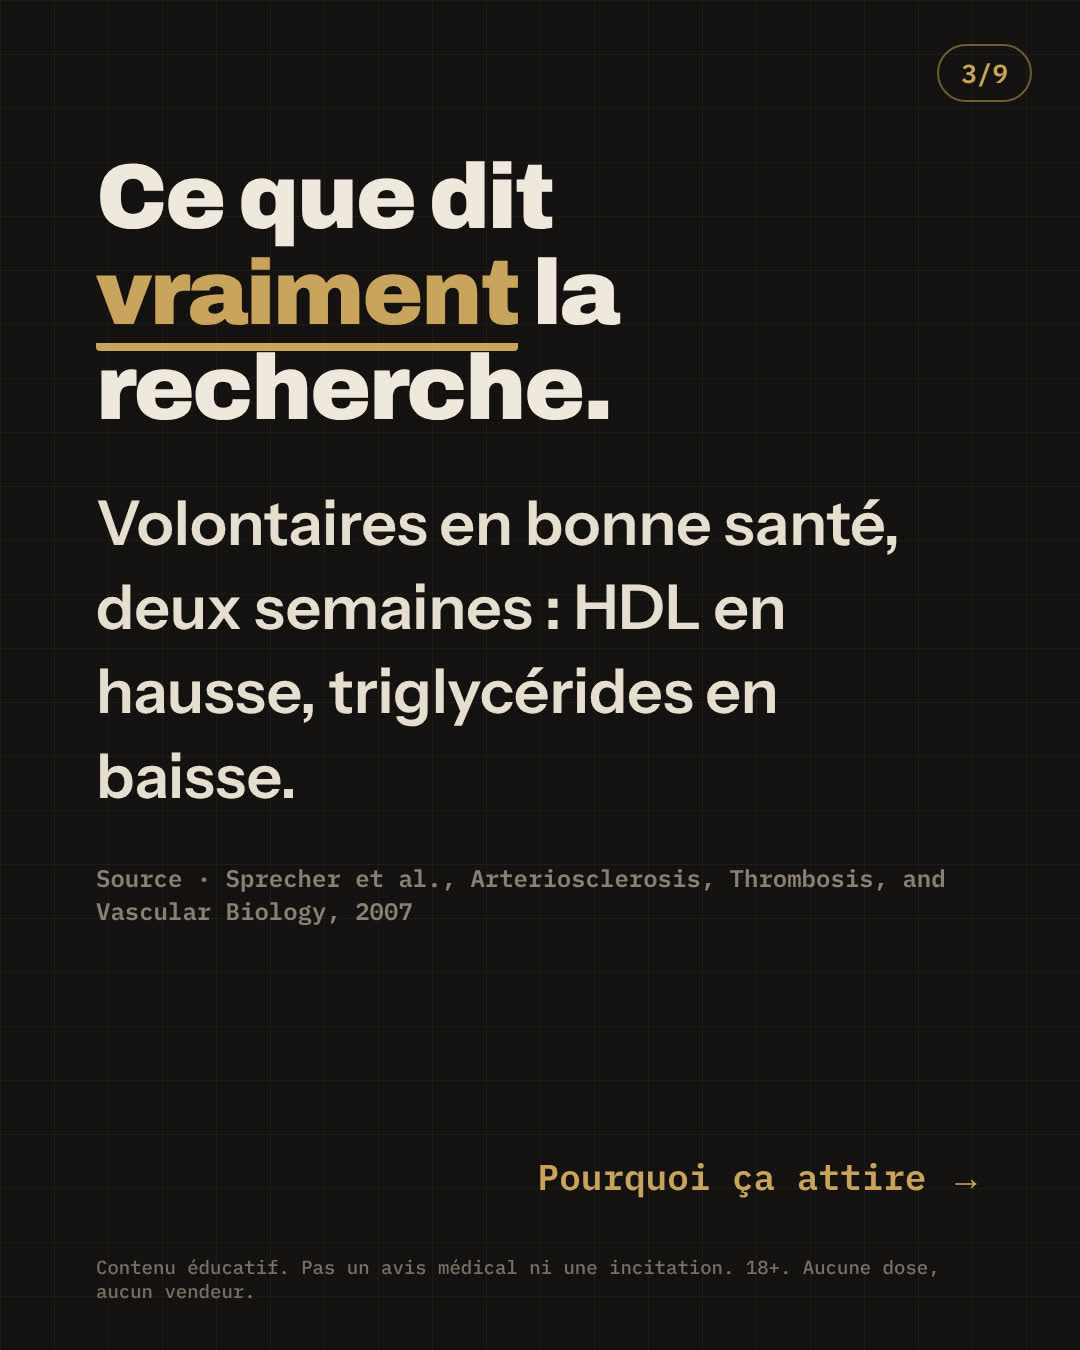 3/9
Ce que dit
vraiment la
recherche.
Volontaires en bonne santé,
deux semaines : HDL en
hausse, triglycérides en
baisse.
Source · Sprecher et al., Arteriosclerosis, Thrombosis, and
Vascular Biology, 2007
Pourquoi ça attire →
Contenu éducatif. Pas un avis médical ni une incitation. 18+. Aucune dose,
aucun vendeur.